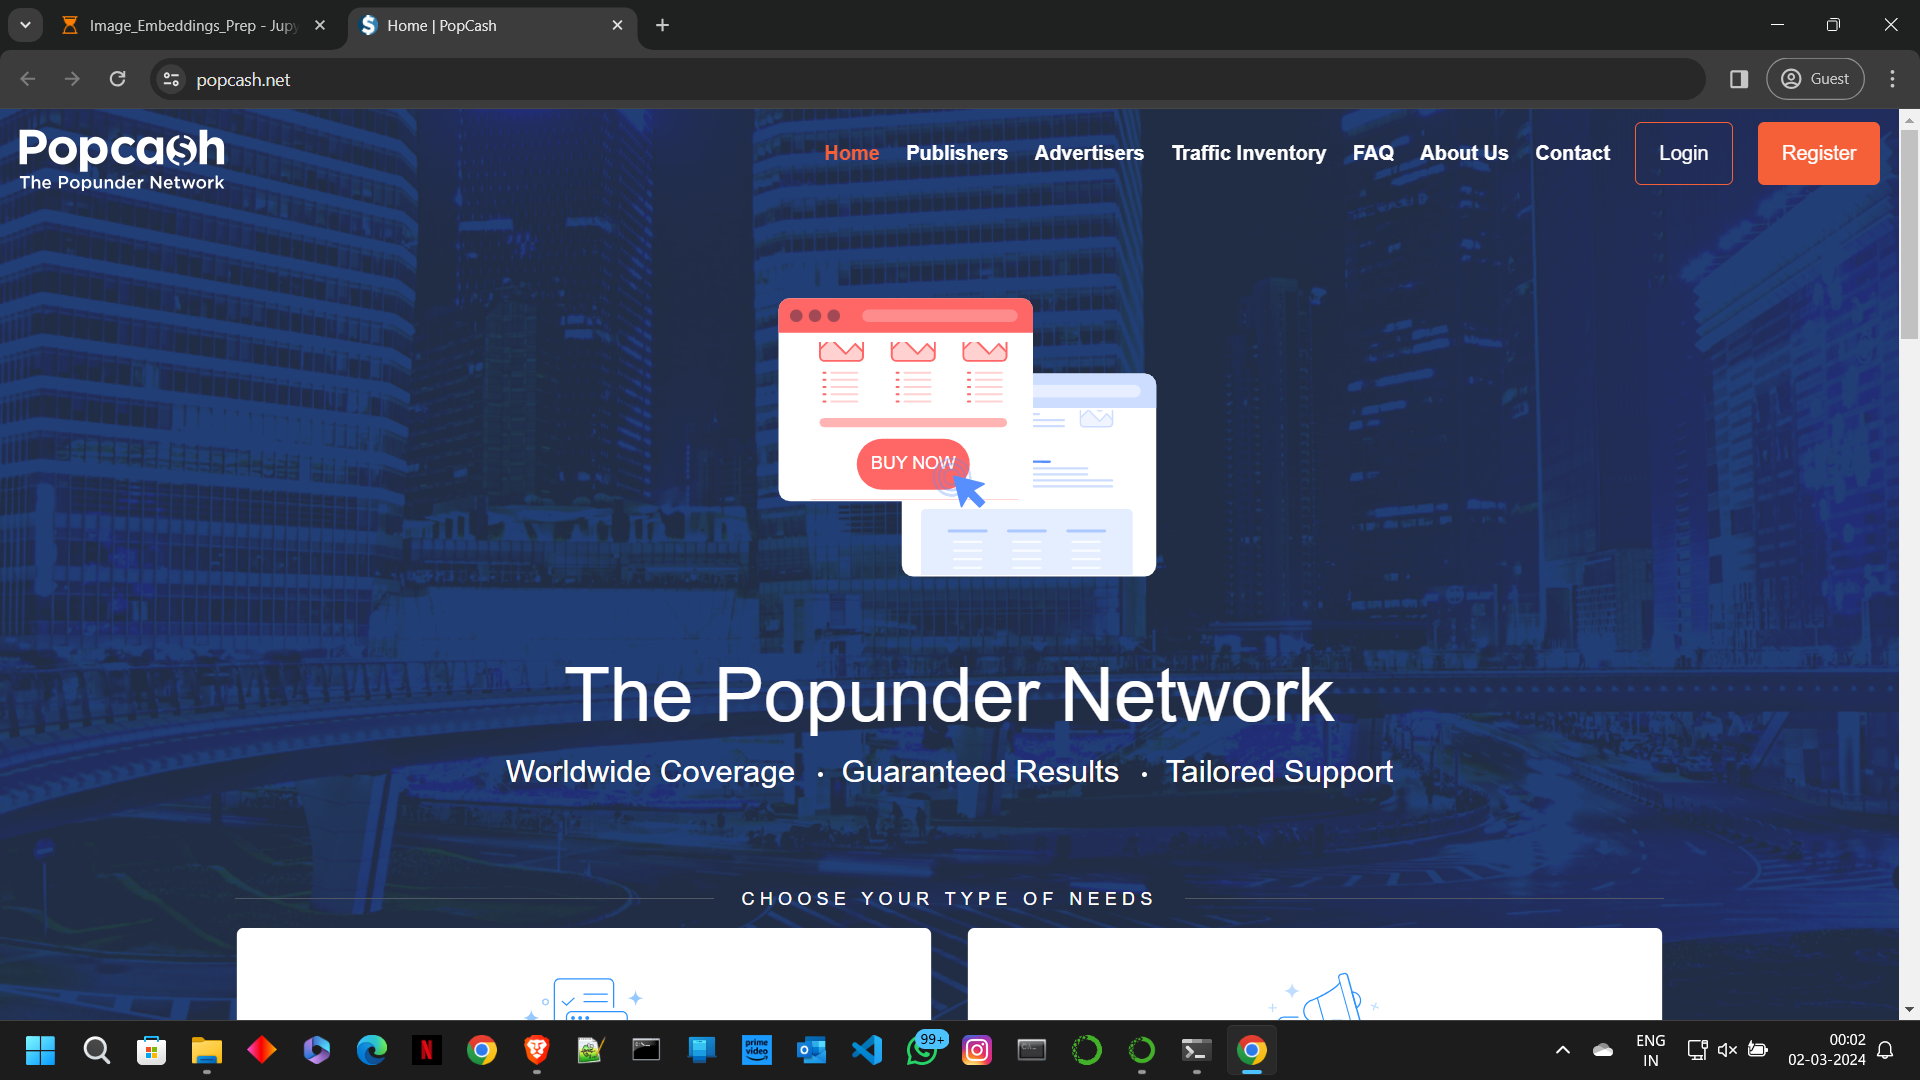 Image_Embeddings_Prep - Jupy
Home | PopCash
popcash.net
Guest
Popcash
The Popunder Network
Home
Publishers
Advertisers
Traffic Inventory
FAQ
About Us
Contact
Login
Register
BUY NOW
The Popunder Network
Worldwide Coverage • Guaranteed Results • Tailored Support
CHOOSE YOUR TYPE OF NEEDS
prime video
99+
ENG
IN
00:02
02-03-2024